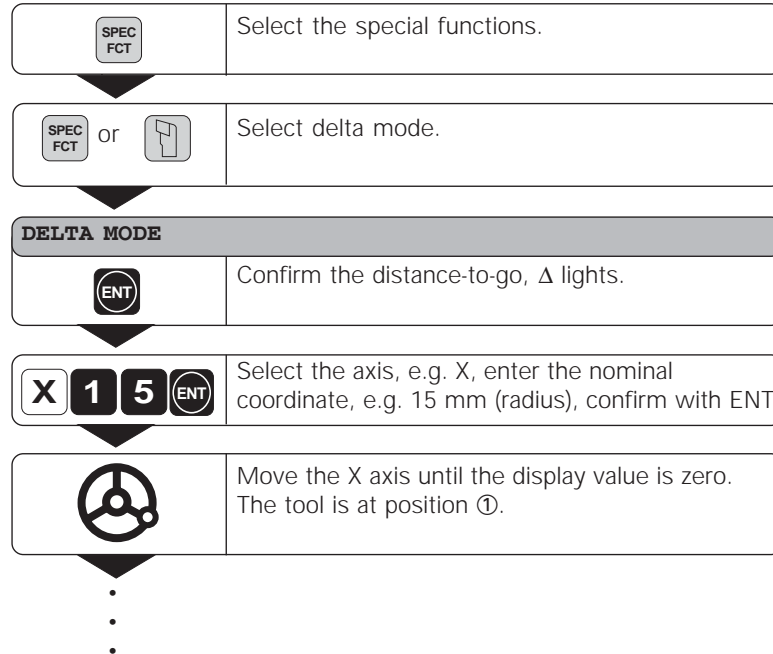 SPEC
FCT
Select the special functions.
SPEC
FCT
or
Select delta mode.
DELTA MODE
ENT
Confirm the distance-to-go, Δ lights.
X 1 5 ENT
Select the axis, e.g. X, enter the nominal
coordinate, e.g. 15 mm (radius), confirm with ENT
Move the X axis until the display value is zero.
The tool is at position ①.